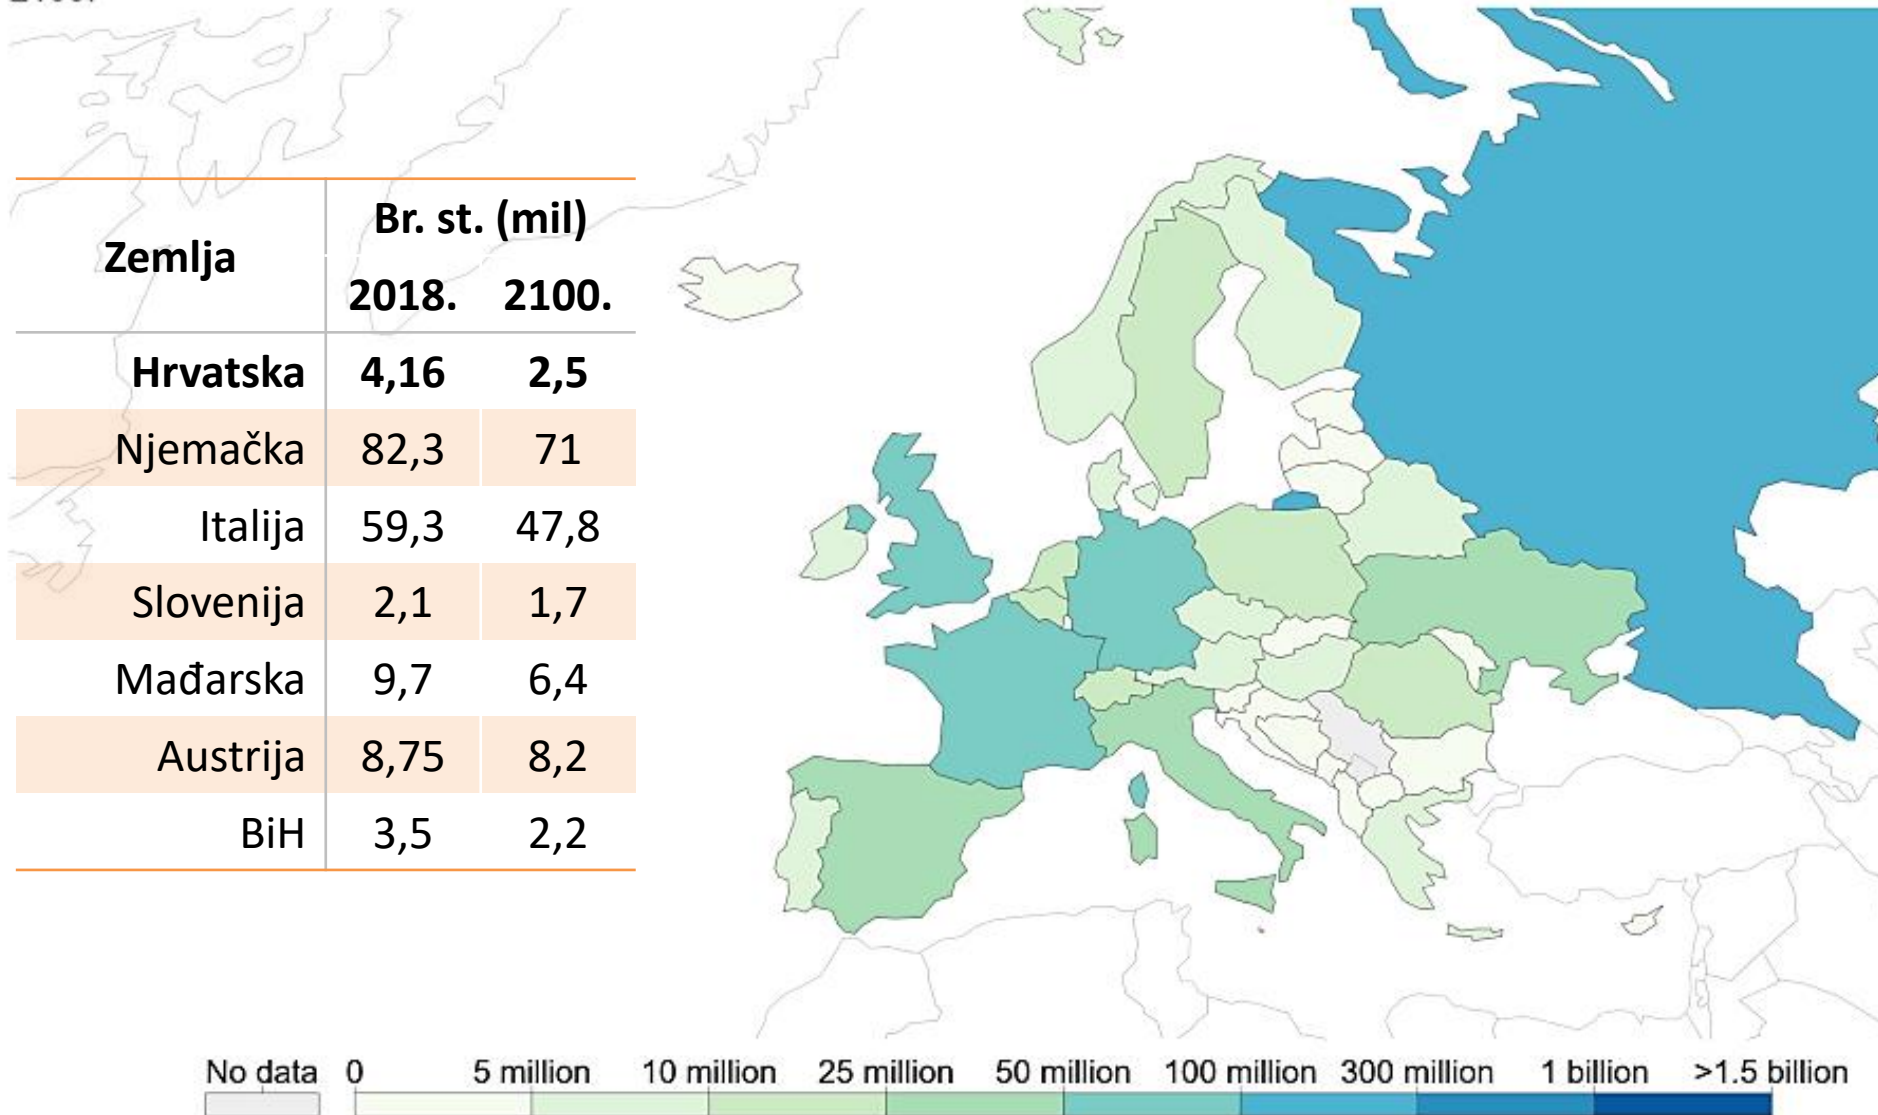 Zemlja Br. st. (mil)
2018. 2100.
Hrvatska 4,16 2,5
Njemačka 82,3 71
Italija 59,3 47,8
Slovenija 2,1 1,7
Mađarska 9,7 6,4
Austrija 8,75 8,2
BiH 3,5 2,2
No data 0 5 million 10 million 25 million 50 million 100 million 300 million 1 billion >1.5 billion